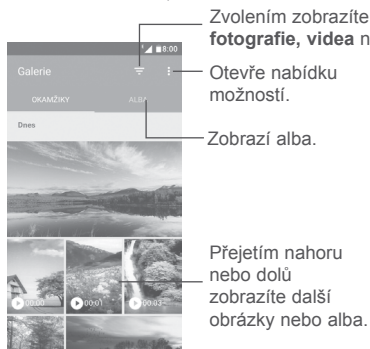 Zvolením zobrazíte
fotografie, videa n
8:00
Galerie
Otevře nabídku
možností.
OKAMŽIKY
ALBA
Zobrazí alba.
Dnes
Přejetím nahoru
nebo dolů
zobrazíte další
obrázky nebo alba.
00:00
00:01
00:03